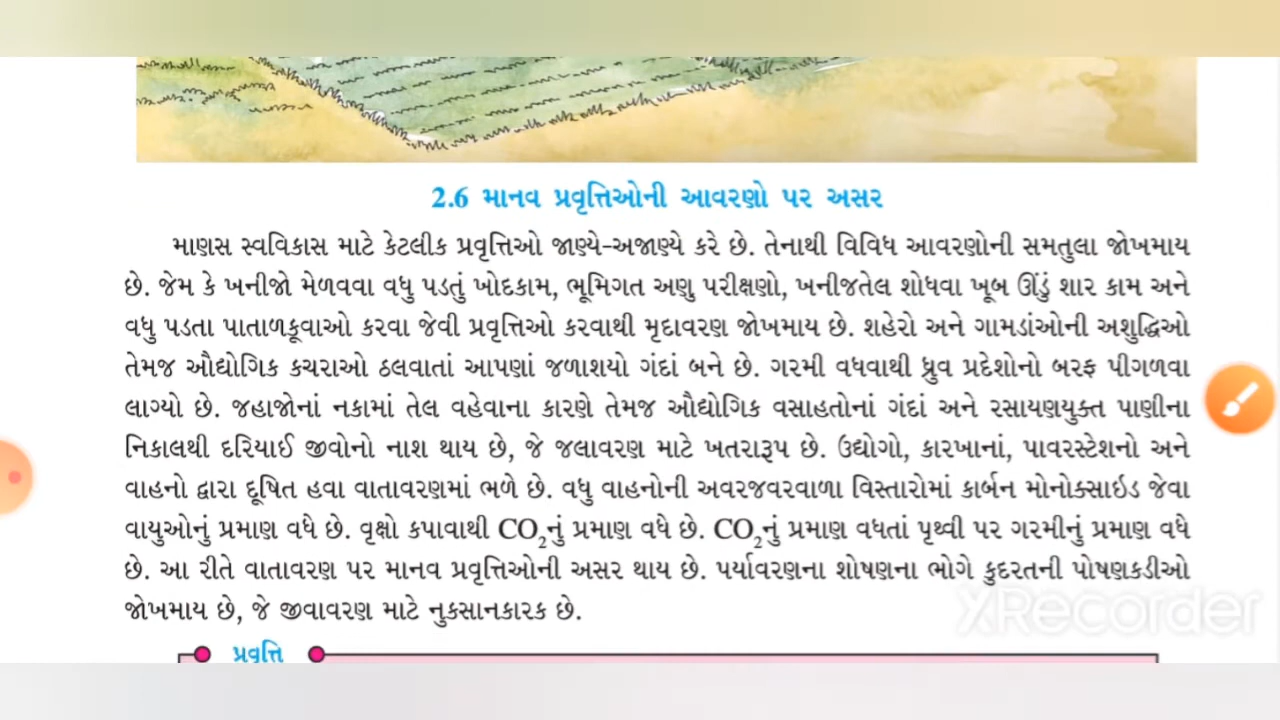 2.6 માનવ પ્રવૃત્તિઓની આવરણો પર અસર
માણસ સ્વવિકાસ માટે કેટલીક પ્રવૃત્તિઓ જાણ્યે-અજાણ્યે કરે છે. તેનાથી વિવિધ આવરણોની સમતુલા જોખમાય
છે. જેમ કે ખનીજો મેળવવા વધુ પડતું ખોદકામ, ભૂમિગત અણુ પરીક્ષણો, ખનીજતેલ શોધવા ખૂબ ઊંડું શાર કામ અને
વધુ પડતા પાતાળકૂવાઓ કરવા જેવી પ્રવૃત્તિઓ કરવાથી મૃદાવરણ જોખમાય છે. શહેરો અને ગામડાંઓની અશુદ્ધિઓ
તેમજ ઔદ્યોગિક કચરાઓ ઠલવાતાં આપણાં જળાશયો ગંદાં બને છે. ગરમી વધવાથી ધ્રુવ પ્રદેશોનો બરફ પીગળવા
લાગ્યો છે. જહાજોનાં નકામાં તેલ વહેવાના કારણે તેમજ ઔદ્યોગિક વસાહતોનાં ગંદાં અને રસાયણયુક્ત પાણીના
નિકાલથી દરિયાઈ જીવોનો નાશ થાય છે, જે જલાવરણ માટે ખતરારૂપ છે. ઉદ્યોગો, કારખાનાં, પાવરસ્ટેશનો અને
વાહનો દ્વારા દૂષિત હવા વાતાવરણમાં ભળે છે. વધુ વાહનોની અવરજવરવાળા વિસ્તારોમાં કાર્બન મોનોક્સાઇડ જેવા
વાયુઓનું પ્રમાણ વધે છે. વૃક્ષો કપાવાથી CO₂નું પ્રમાણ વધે છે. CO₂નું પ્રમાણ વધતાં પૃથ્વી પર ગરમીનું પ્રમાણ વધે
છે. આ રીતે વાતાવરણ પર માનવ પ્રવૃત્તિઓની અસર થાય છે. પર્યાવરણના શોષણના ભોગે કુદરતની પોષણકડીઓ
જોખમાય છે, જે જીવાવરણ માટે નુકસાનકારક છે.
XRecorder
પ્રવૃત્તિ